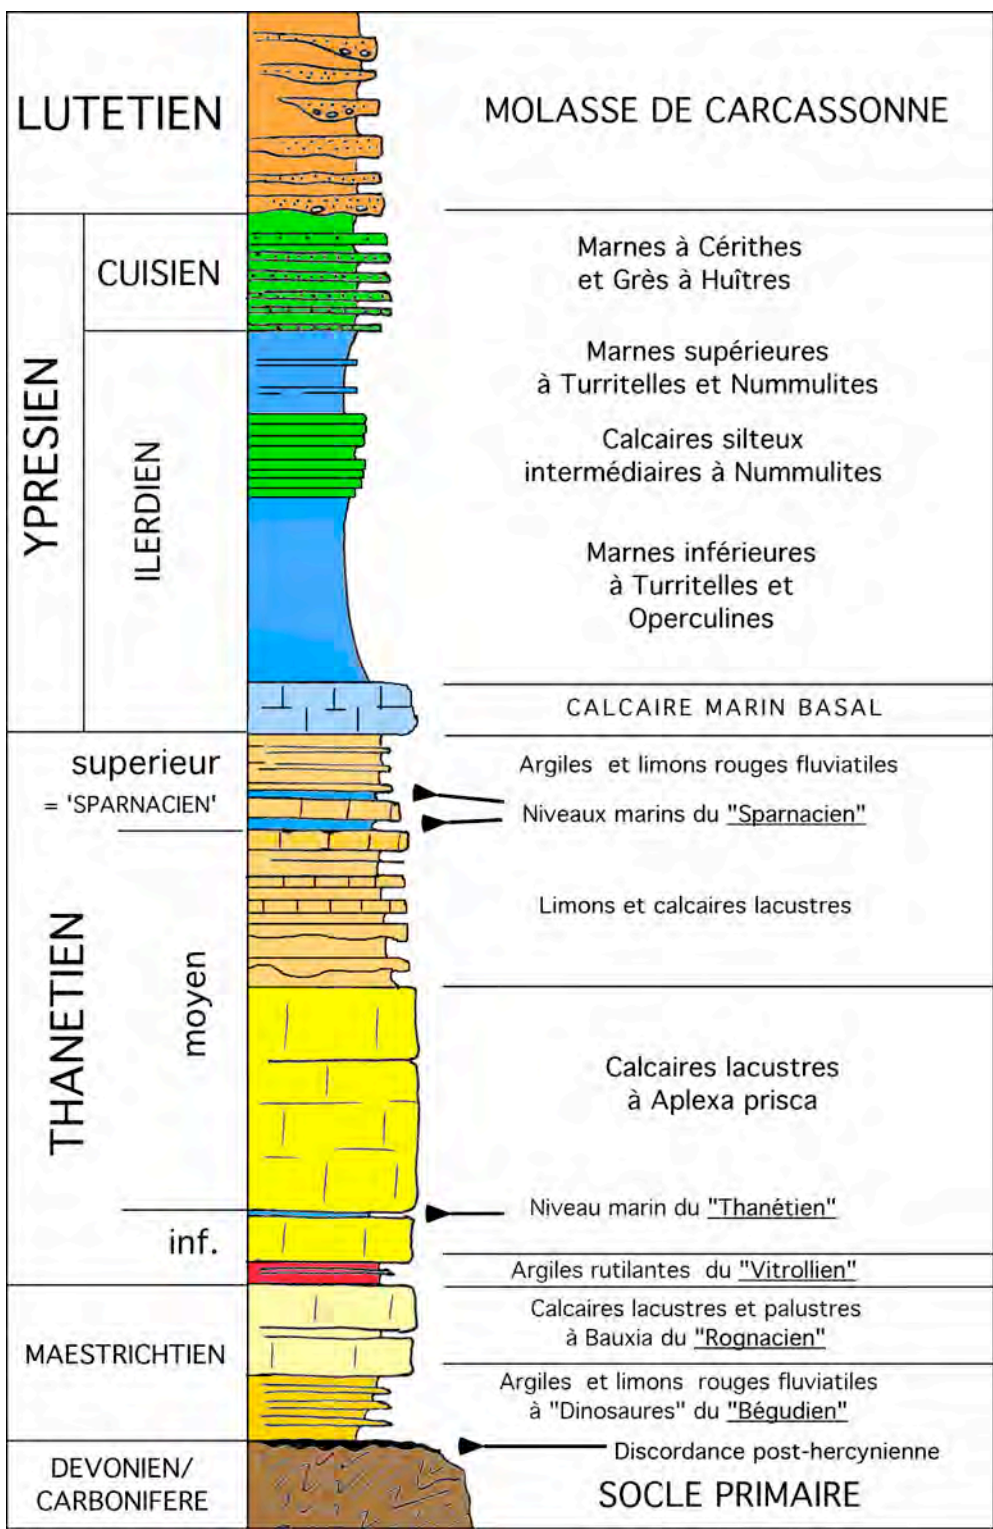 LUTETIEN
MOLASSE DE CARCASSONNE
YPRESIEN
CUISIEN
Marnes à Cérithes
et Grès à Huîtres
ILERDIEN
Marnes supérieures
à Turritelles et Nummulites
Calcaires silteux
intermédiaires à Nummulites
Marnes inférieures
à Turritelles et
Operculines
CALCAIRE MARIN BASAL
THANETIEN
superieur
= 'SPARNACIEN'
Argiles et limons rouges fluviatiles
Niveaux marins du "Sparnacien"
moyen
Limons et calcaires lacustres
Calcaires lacustres
à Aplexa prisca
Niveau marin du "Thanétien"
inf.
Argiles rutilantes du "Vitrollien"
MAESTRICHTIEN
Calcaires lacustres et palustres
à Bauxia du "Rognacien"
Argiles et limons rouges fluviatiles
à "Dinosaures" du "Bégudien"
Discordance post-hercynienne
DEVONIEN/
CARBONIFERE
SOCLE PRIMAIRE